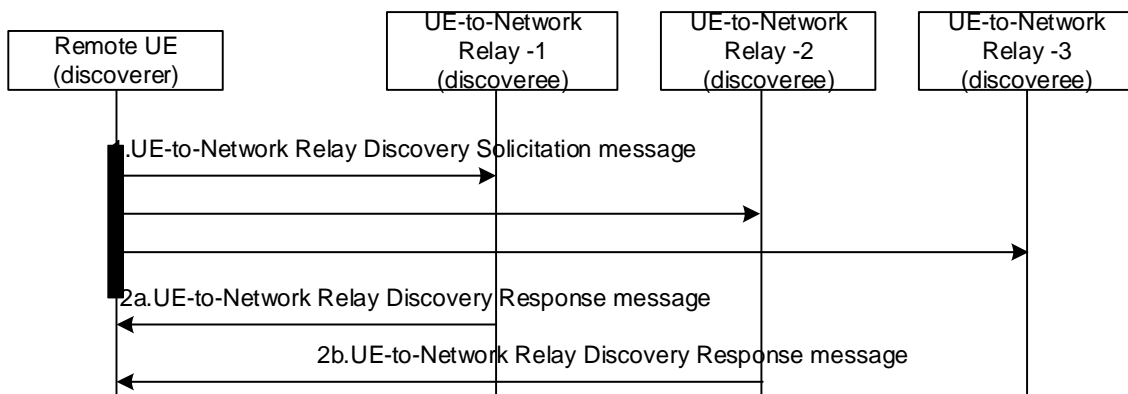 Remote UE
(discoverer)
UE-to-Network
Relay -1
(discoveree)
UE-to-Network
Relay -2
(discoveree)
UE-to-Network
Relay -3
(discoveree)
1.UE-to-Network Relay Discovery Solicitation message
2a.UE-to-Network Relay Discovery Response message
2b.UE-to-Network Relay Discovery Response message